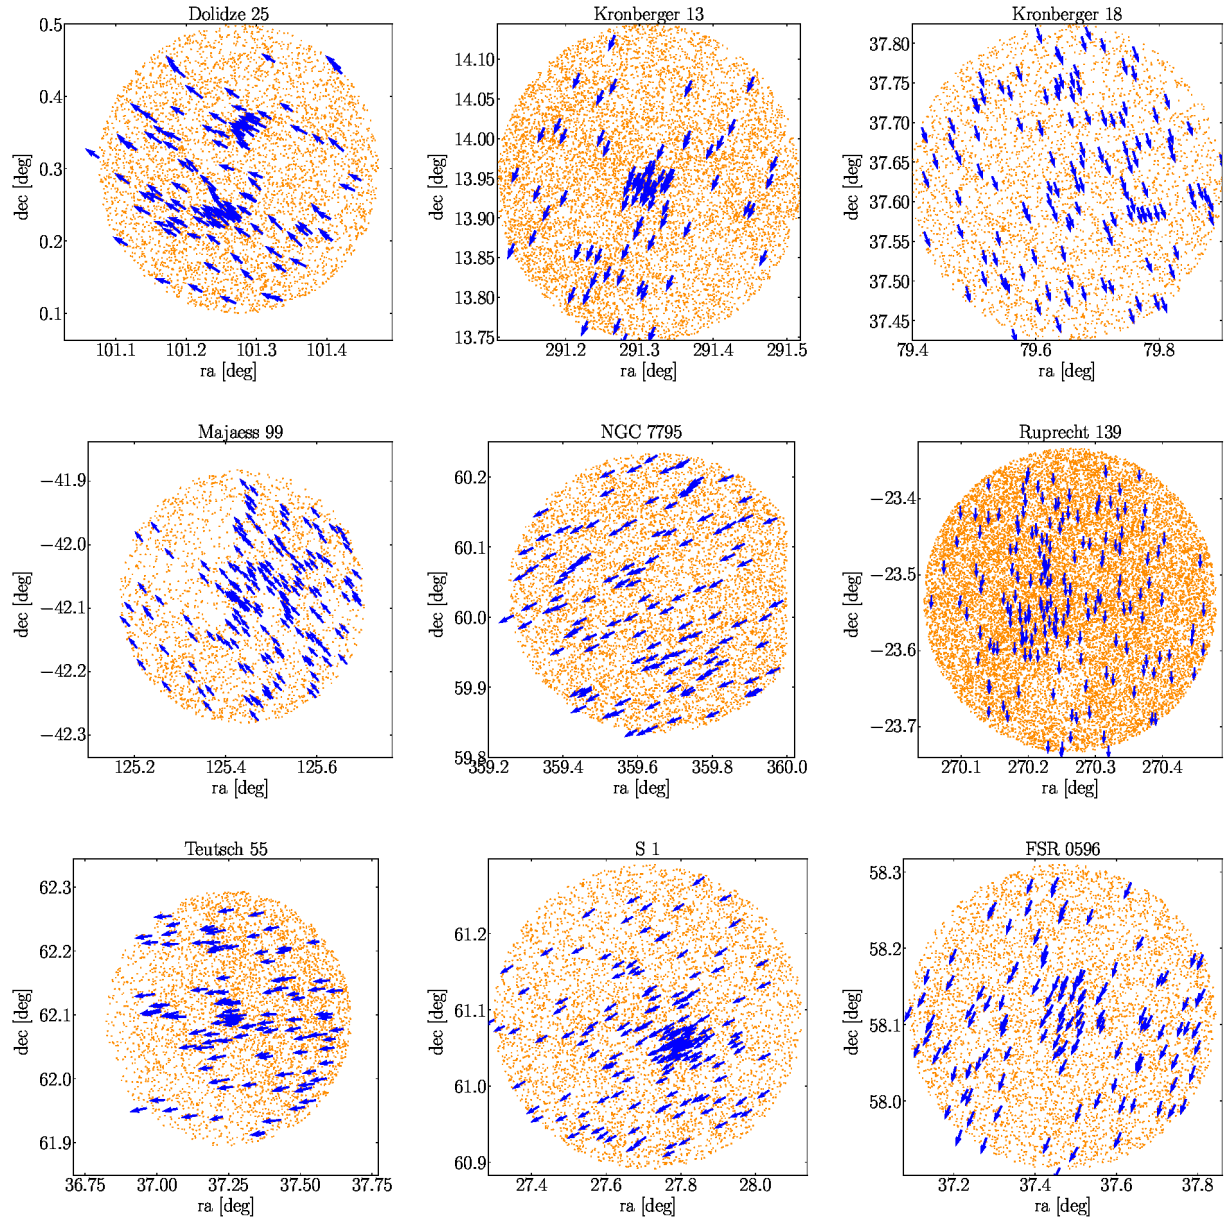 Dolidze 25
0.5
0.4
0.3
0.2
0.1
dec [deg]
101.1 101.2 101.3 101.4
ra [deg]
Kronberger 13
14.10
14.05
14.00
13.95
13.90
13.85
13.80
13.75
dec [deg]
291.2 291.3 291.4 291.5
ra [deg]
Kronberger 18
37.80
37.75
37.70
37.65
37.60
37.55
37.50
37.45
dec [deg]
79.4 79.6 79.8
ra [deg]
Majaess 99
−41.9
−42.0
−42.1
−42.2
−42.3
dec [deg]
125.2 125.4 125.6
ra [deg]
NGC 7795
60.2
60.1
60.0
59.9
59.8
dec [deg]
359.2 359.4 359.6 359.8 360.0
ra [deg]
Ruprecht 139
−23.4
−23.5
−23.6
−23.7
dec [deg]
270.1 270.2 270.3 270.4
ra [deg]
Teutsch 55
62.3
62.2
62.1
62.0
61.9
dec [deg]
36.75 37.00 37.25 37.50 37.75
ra [deg]
S 1
61.2
61.1
61.0
60.9
dec [deg]
27.4 27.6 27.8 28.0
ra [deg]
FSR 0596
58.3
58.2
58.1
58.0
dec [deg]
37.2 37.4 37.6 37.8
ra [deg]